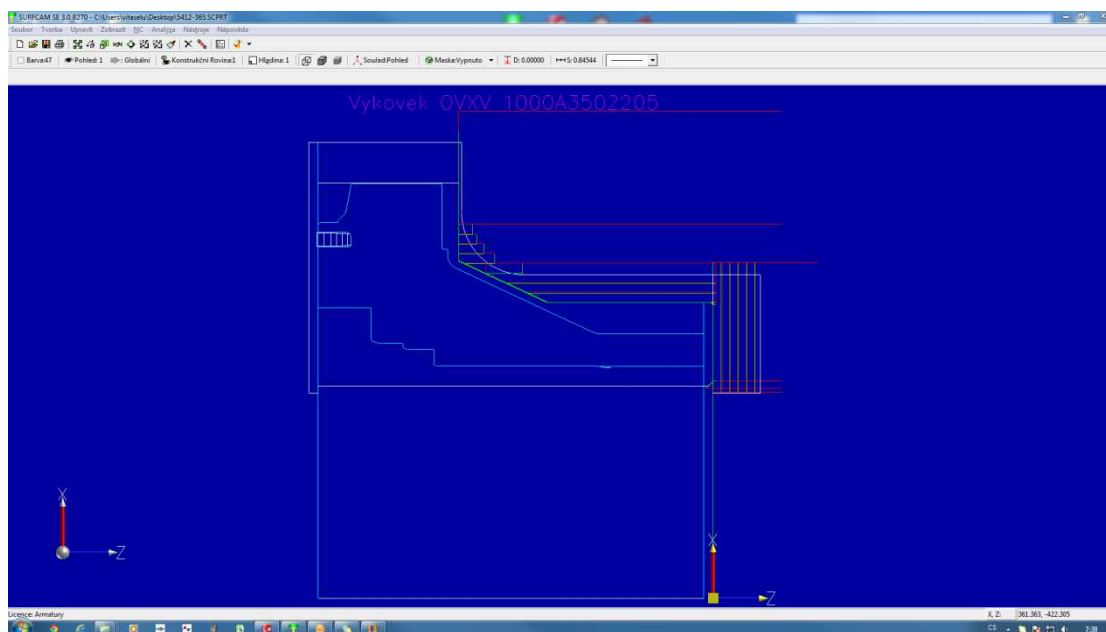 SURFCAM SE 3.0 8270 - C:\Users\vitaselu\Desktop\5412-365.SCPRT
Soubor Tvorba Upravit Zobrazit NC Analýza Nástroje Nápověda
Barva:47 Pohled: 1 : Globální Konstrukční Rovina:1 Hladina: 1 Souřad:Pohled Maska:Vypnuto D: 0.00000 S: 0.84544
Vykovek OVXV 1000A3502205
X
Z
X
Z
Licence: Armatury X, Z: 361.363, -422.305
CS 7:38